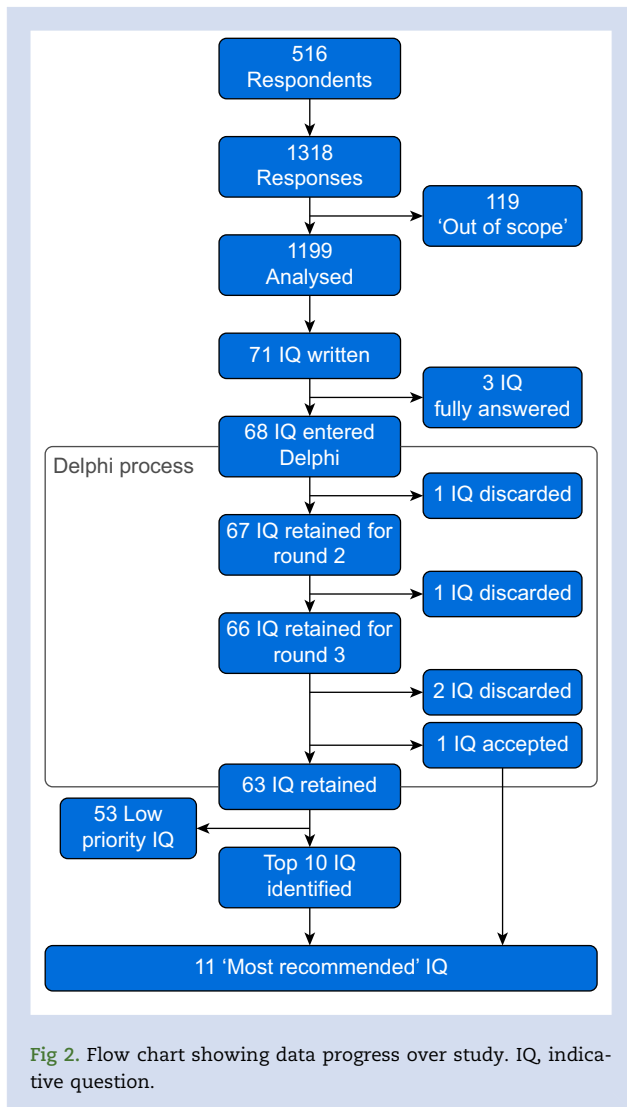 516
Respondents
1318
Responses
119
‘Out of scope’
1199
Analysed
71 IQ written
3 IQ
fully answered
68 IQ entered
Delphi
Delphi process
1 IQ discarded
67 IQ retained for
round 2
1 IQ discarded
66 IQ retained for
round 3
2 IQ discarded
1 IQ accepted
63 IQ retained
53 Low
priority IQ
Top 10 IQ
identified
11 ‘Most recommended’ IQ
Fig 2. Flow chart showing data progress over study. IQ, indica-
tive question.